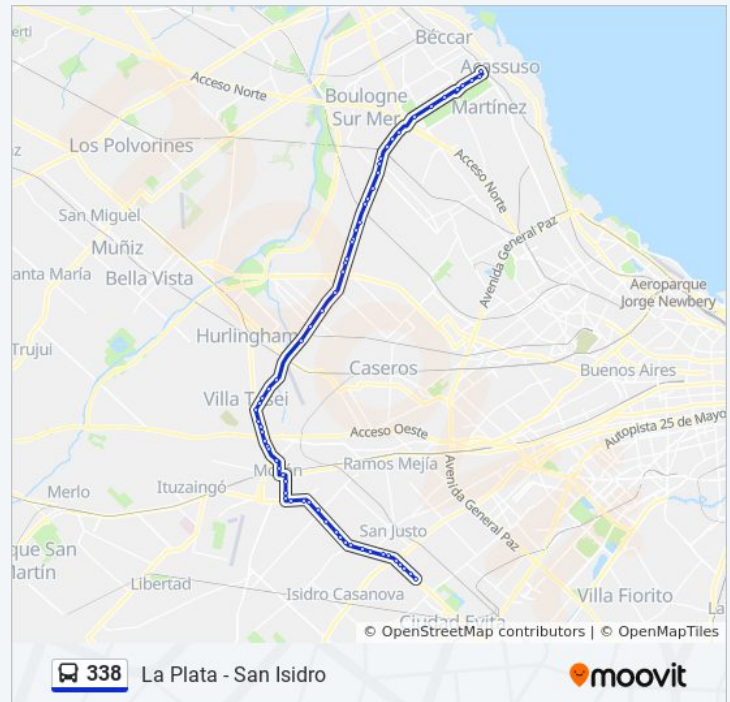 erti
Béccar
Acassuso
Acceso Norte
Boulogne
Sur Mer
Martínez
Los Polvorines
z
Acceso Norte
San Miguel
Muñiz
Avenida General Paz
anta María
Bella Vista
Aeroparque
Jorge Newbery
Hurlingham
Trujui
Caseros
Buenos Aires
Villa Tesei
Acceso Oeste
Autopista 25 de Mayo
Morón
Ramos Mejía
Merlo
Ituzaingó
Avenida General Paz
San Justo
que San
Martín
Libertad
Isidro Casanova
Villa Fiorito
La
Ciudad Evita
© OpenStreetMap contributors | © OpenMapTiles
338 La Plata - San Isidro
moovit